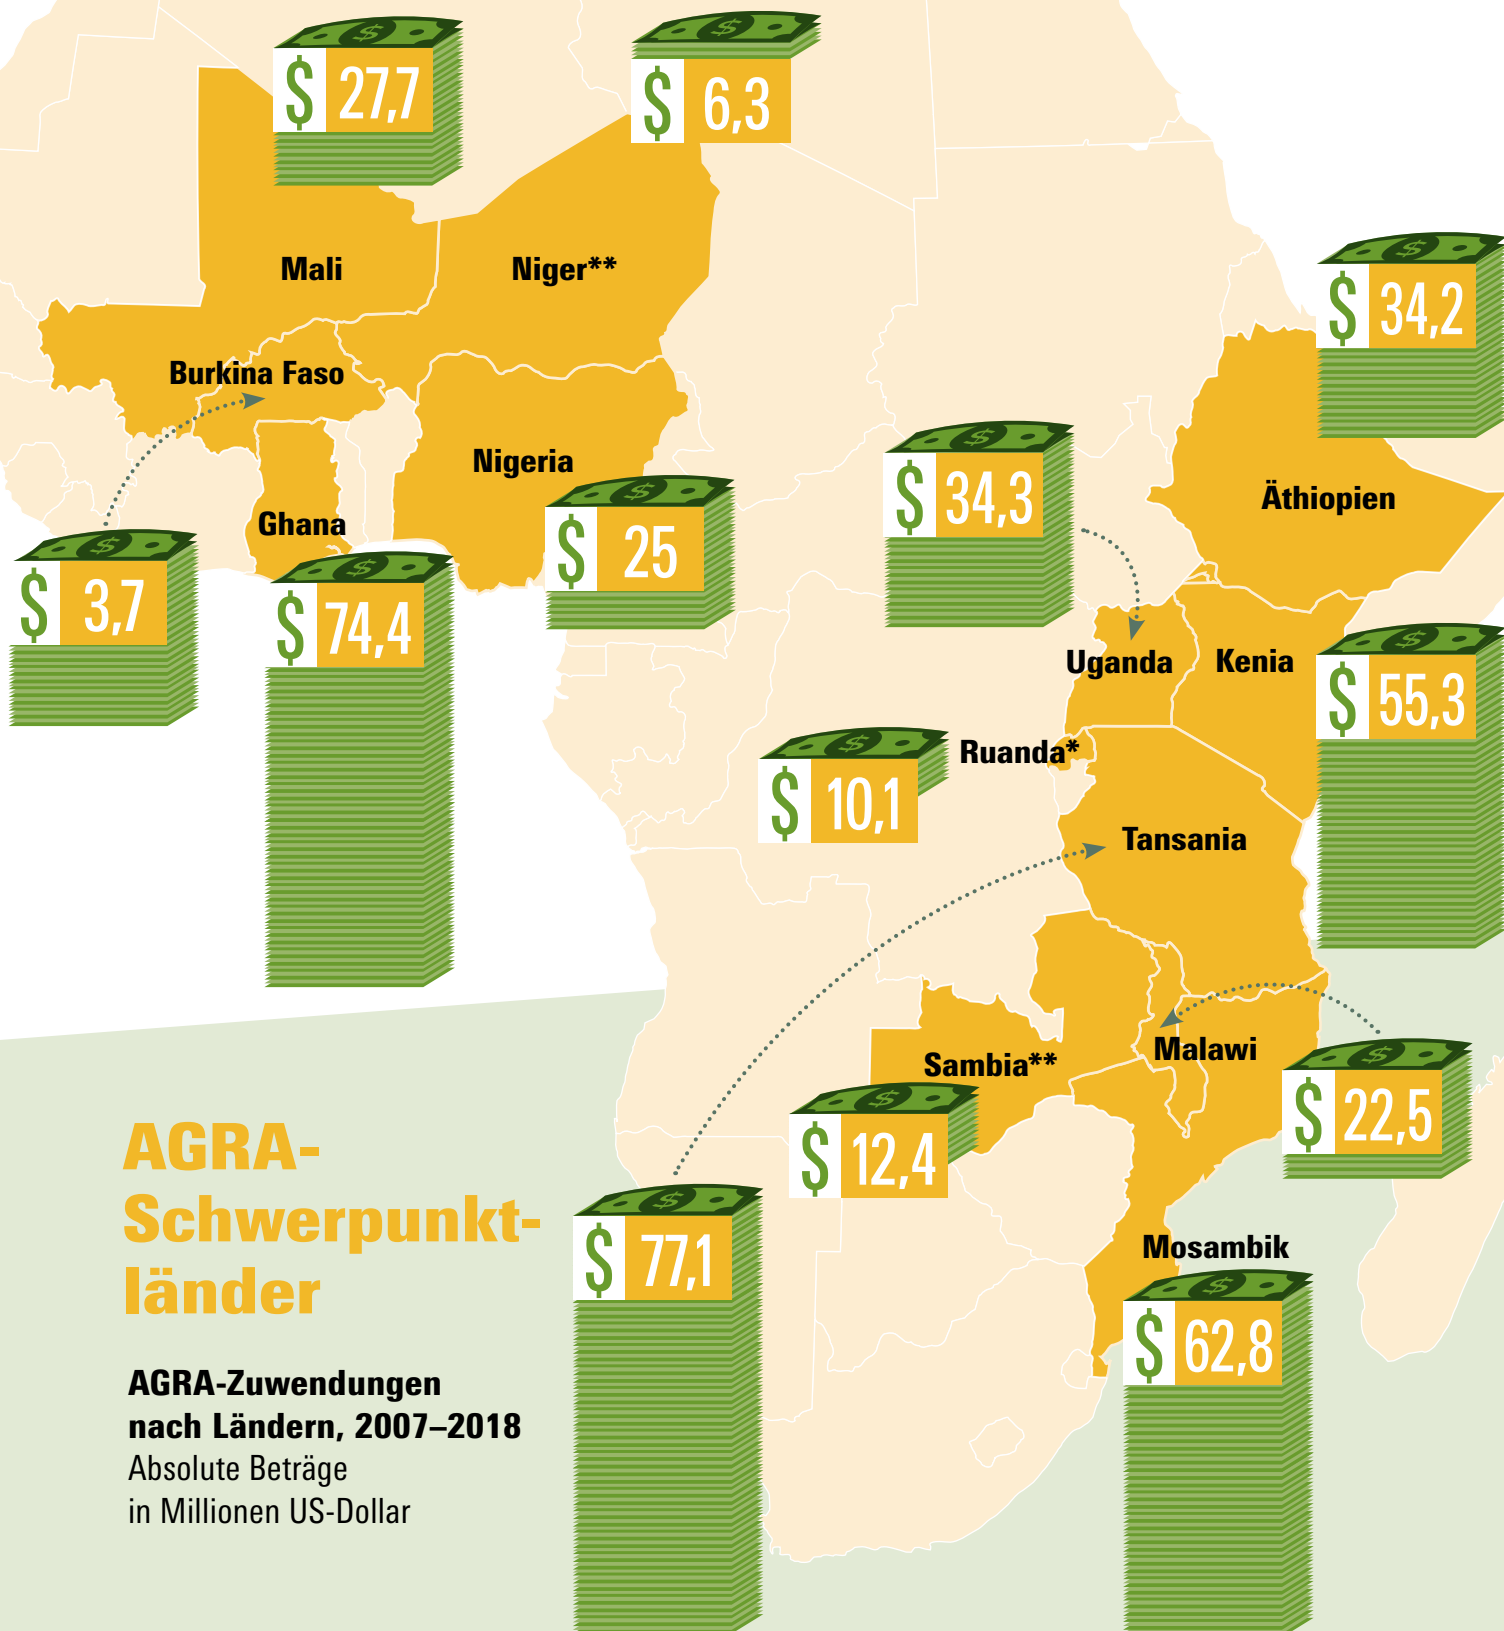 $ 27,7
$ 6,3
Mali
Niger**
$ 34,2
Burkina Faso
Nigeria
$ 34,3
Äthiopien
Ghana
$ 25
$ 3,7
$ 74,4
Uganda
Kenia
$ 55,3
Ruanda*
$ 10,1
Tansania
Sambia**
Malawi
$ 22,5
$ 12,4
Mosambik
$ 77,1
$ 62,8
AGRA-
Schwerpunkt-
länder
AGRA-Zuwendungen
nach Ländern, 2007–2018
Absolute Beträge
in Millionen US-Dollar